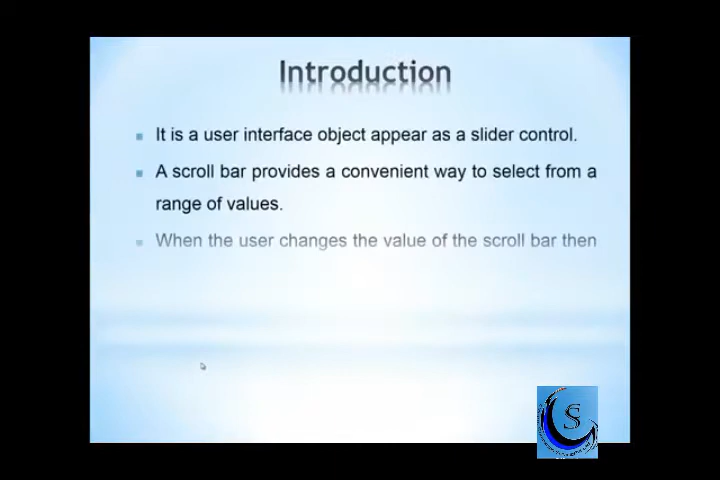 Introduction
It is a user interface object appear as a slider control.
A scroll bar provides a convenient way to select from a
range of values.
When the user changes the value of the scroll bar then
S